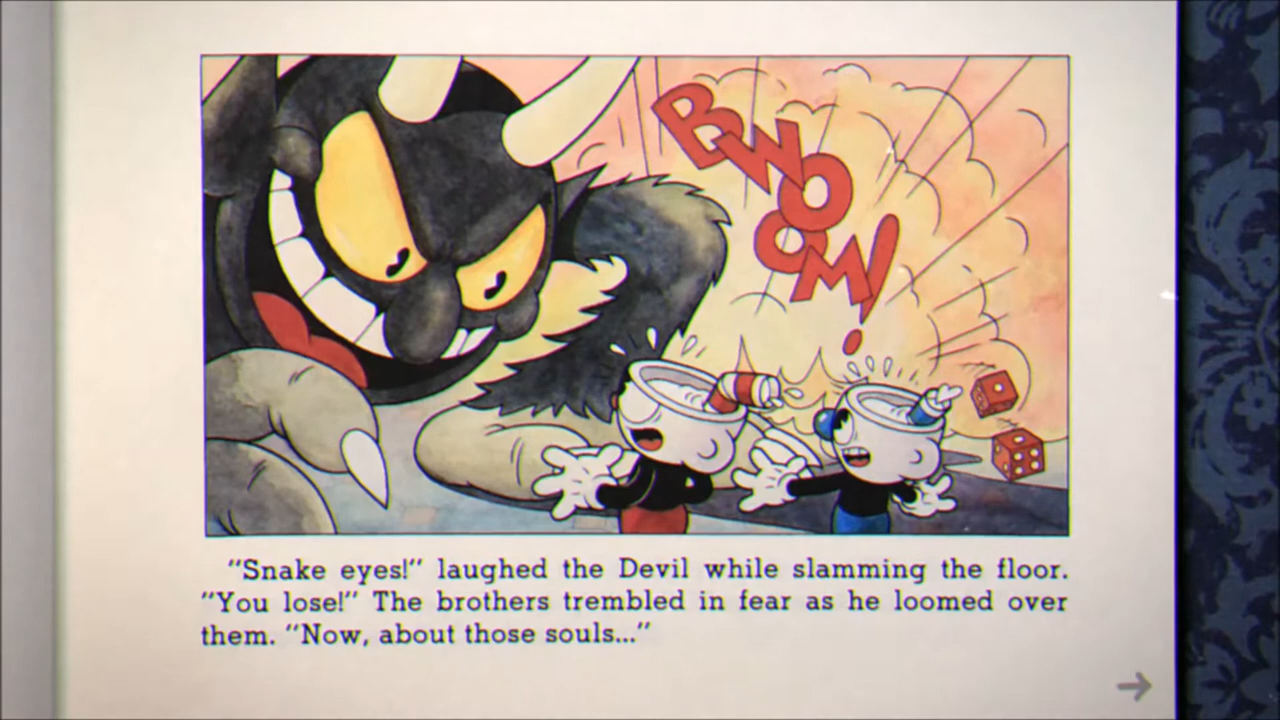 BWOOM!
"Snake eyes!" laughed the Devil while slamming the floor.
"You lose!" The brothers trembled in fear as he loomed over
them. "Now, about those souls..."